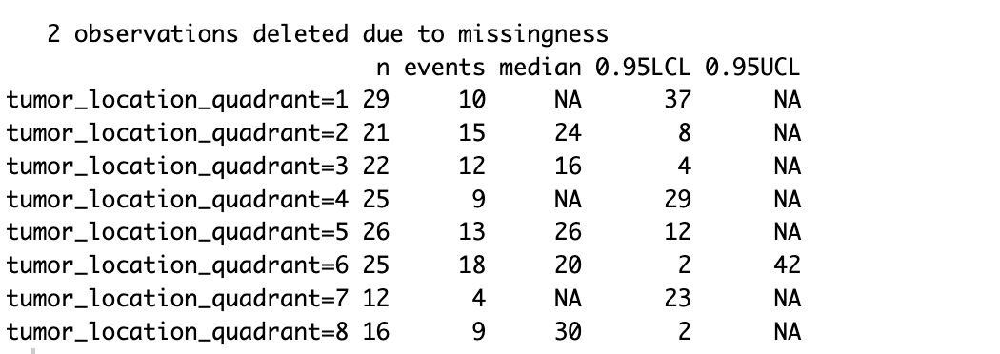 2 observations deleted due to missingness
n events median 0.95LCL 0.95UCL
tumor_location_quadrant=1 29 10 NA 37 NA
tumor_location_quadrant=2 21 15 24 8 NA
tumor_location_quadrant=3 22 12 16 4 NA
tumor_location_quadrant=4 25 9 NA 29 NA
tumor_location_quadrant=5 26 13 26 12 NA
tumor_location_quadrant=6 25 18 20 2 42
tumor_location_quadrant=7 12 4 NA 23 NA
tumor_location_quadrant=8 16 9 30 2 NA